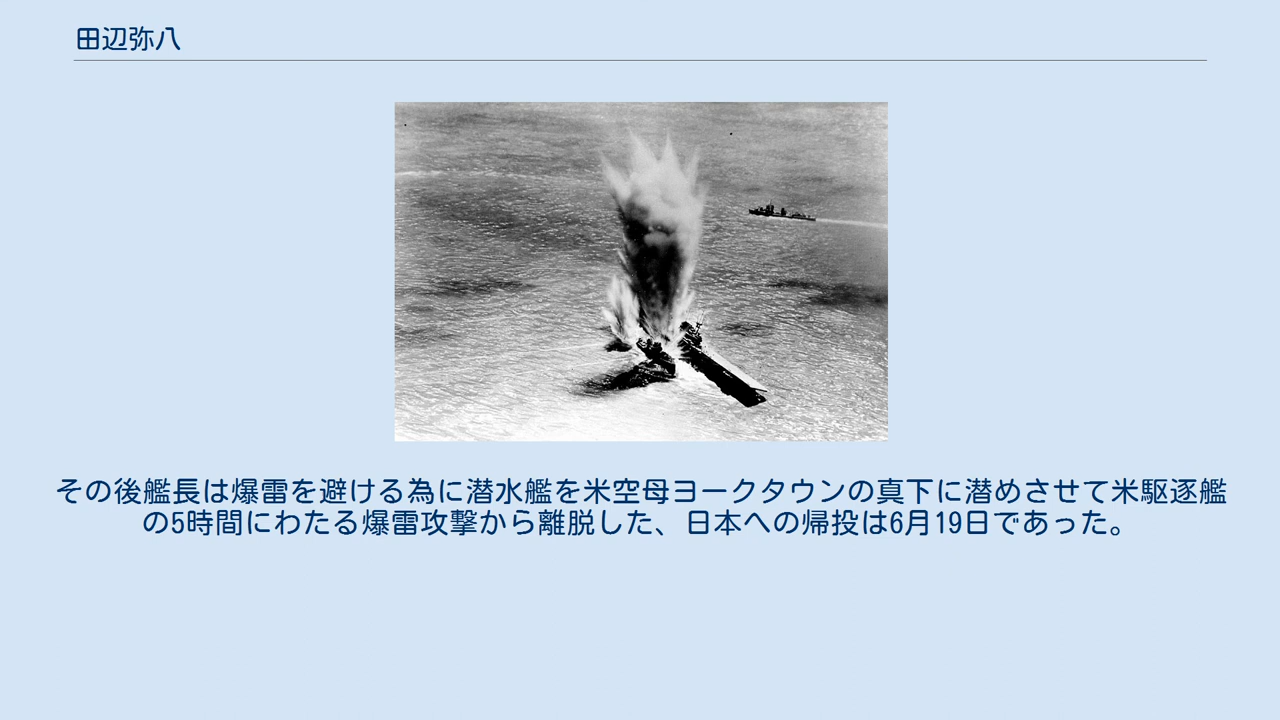 田辺弥八
その後艦長は爆雷を避ける為に潜水艦を米空母ヨークタウンの真下に潜めさせて米駆逐艦
の5時間にわたる爆雷攻撃から離脱した、日本への帰投は6月19日であった。